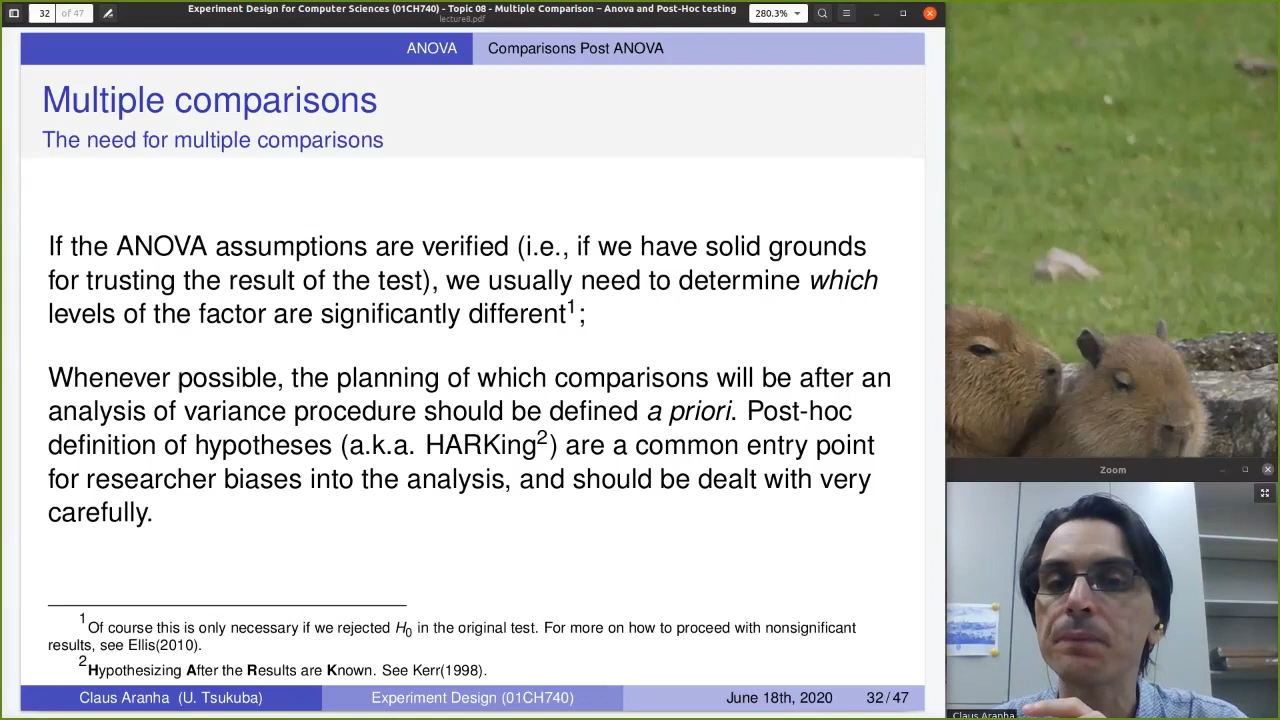 32 of 47
Experiment Design for Computer Sciences (01CH740) - Topic 08 - Multiple Comparison – Anova and Post-Hoc testing
lecture8.pdf
280.3%
ANOVA Comparisons Post ANOVA
Multiple comparisons
The need for multiple comparisons
If the ANOVA assumptions are verified (i.e., if we have solid grounds
for trusting the result of the test), we usually need to determine which
levels of the factor are significantly different1;
Whenever possible, the planning of which comparisons will be after an
analysis of variance procedure should be defined a priori. Post-hoc
definition of hypotheses (a.k.a. HARKing2) are a common entry point
for researcher biases into the analysis, and should be dealt with very
carefully.
1Of course this is only necessary if we rejected H0 in the original test. For more on how to proceed with nonsignificant
results, see Ellis(2010).
2Hypothesizing After the Results are Known. See Kerr(1998).
Claus Aranha (U. Tsukuba) Experiment Design (01CH740) June 18th, 2020 32 / 47
Zoom
Claus Aranha